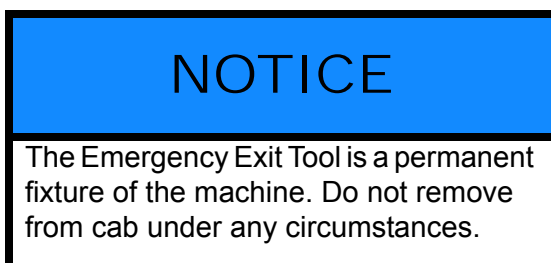 NOTICE
The Emergency Exit Tool is a permanent
fixture of the machine. Do not remove
from cab under any circumstances.